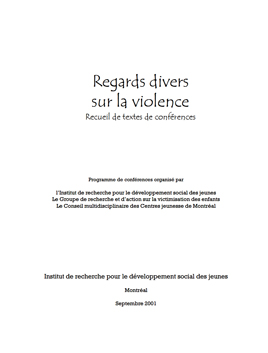 Regards divers
sur la violence
Recueil de textes de conférences
Programme de conférences organisé par
l'Institut de recherche pour le développement social des jeunes
Le Groupe de recherche et d'action sur la victimisation des enfants
Le Conseil multidisciplinaire des Centres jeunesse de Montréal
Institut de recherche pour le développement social des jeunes
Montréal
Septembre 2001